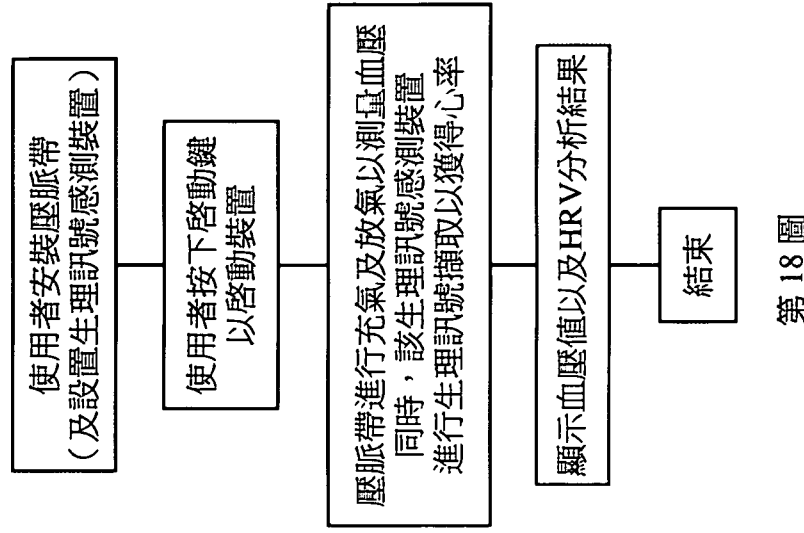 使用者安裝壓脈帶
（及設置生理訊號感測裝置）
使用者按下啓動鍵
以啓動裝置
壓脈帶進行充氣及放氣以測量血壓
同時，該生理訊號感測裝置
進行生理訊號擷取以獲得心率
顯示血壓值以及HRV分析結果
結束
第 18 圖